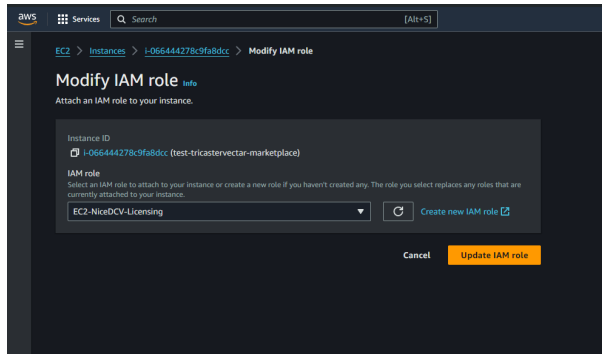 aws
Services
Search
[Alt+S]
EC2 > Instances > i-066444278c9fa8dcc > Modify IAM role
Modify IAM role Info
Attach an IAM role to your instance.
Instance ID
i-066444278c9fa8dcc (test-tricastervectar-marketplace)
IAM role
Select an IAM role to attach to your instance or create a new role if you haven't created any. The role you select replaces any roles that are
currently attached to your instance.
EC2-NiceDCV-Licensing
Create new IAM role
Cancel
Update IAM role